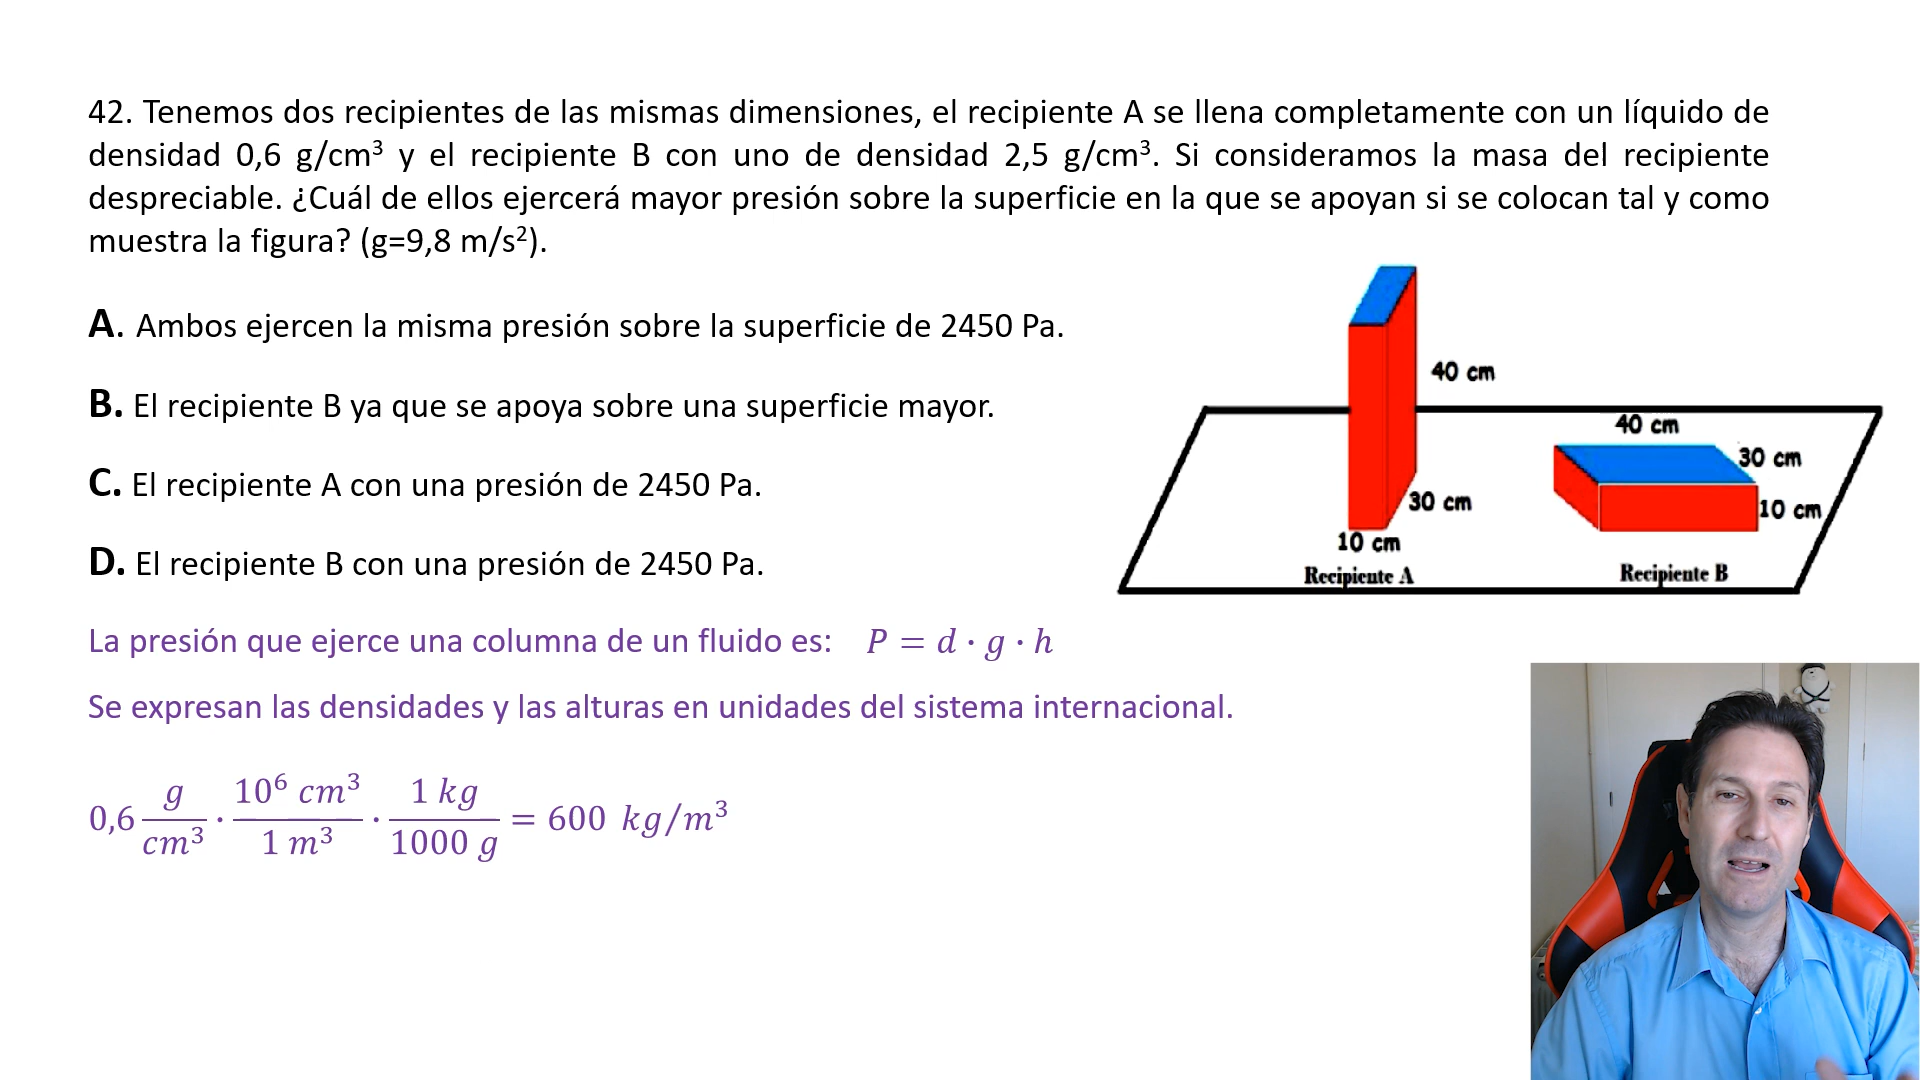 42. Tenemos dos recipientes de las mismas dimensiones, el recipiente A se llena completamente con un líquido de
densidad 0,6 g/cm³ y el recipiente B con uno de densidad 2,5 g/cm³. Si consideramos la masa del recipiente
despreciable. ¿Cuál de ellos ejercerá mayor presión sobre la superficie en la que se apoyan si se colocan tal y como
muestra la figura? (g=9,8 m/s²).
A. Ambos ejercen la misma presión sobre la superficie de 2450 Pa.
B. El recipiente B ya que se apoya sobre una superficie mayor.
C. El recipiente A con una presión de 2450 Pa.
D. El recipiente B con una presión de 2450 Pa.
40 cm
30 cm
10 cm
Recipiente A
40 cm
30 cm
10 cm
Recipiente B
La presión que ejerce una columna de un fluido es: P = d · g · h
Se expresan las densidades y las alturas en unidades del sistema internacional.
0,6 g/cm³ · 10⁶ cm³/1 m³ · 1 kg/1000 g = 600 kg/m³